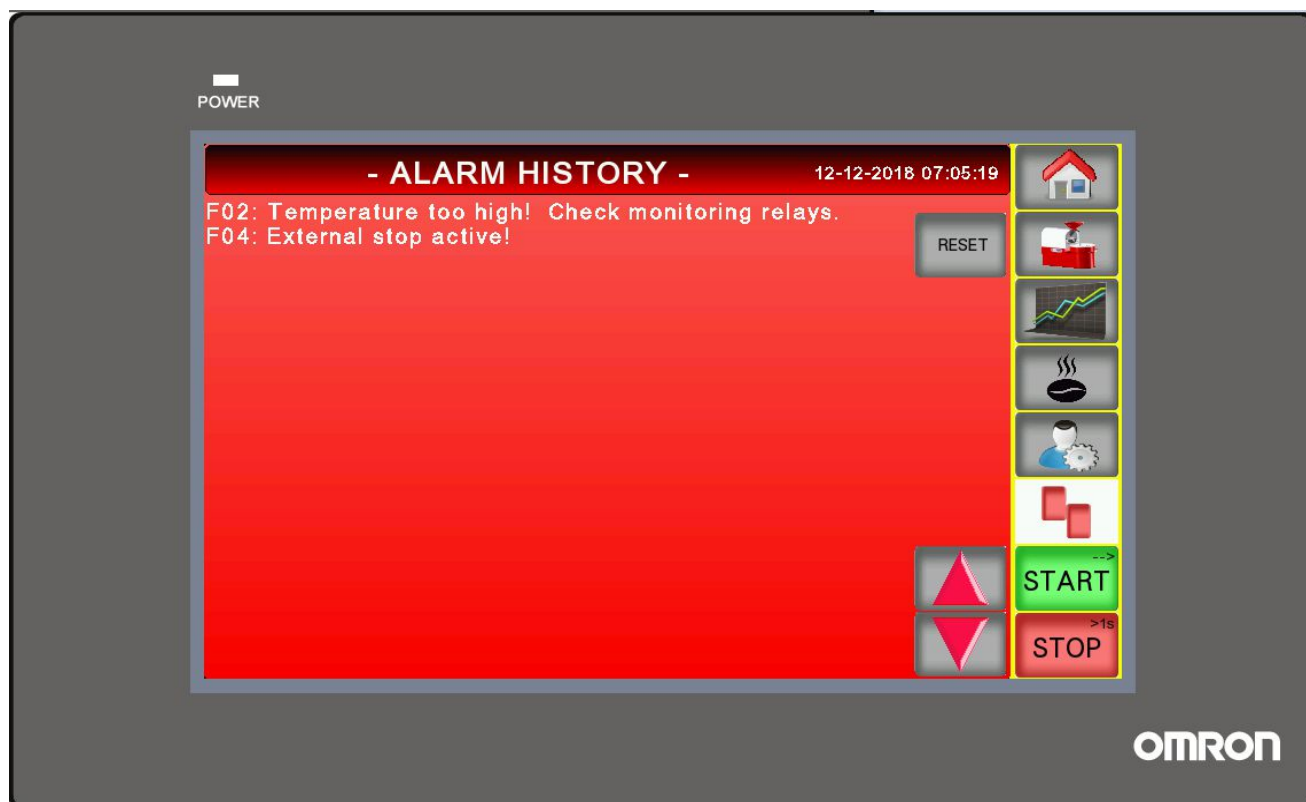 POWER
- ALARM HISTORY - 12-12-2018 07:05:19
F02: Temperature too high! Check monitoring relays.
F04: External stop active!
RESET
-->
START
>1s
STOP
OMRON